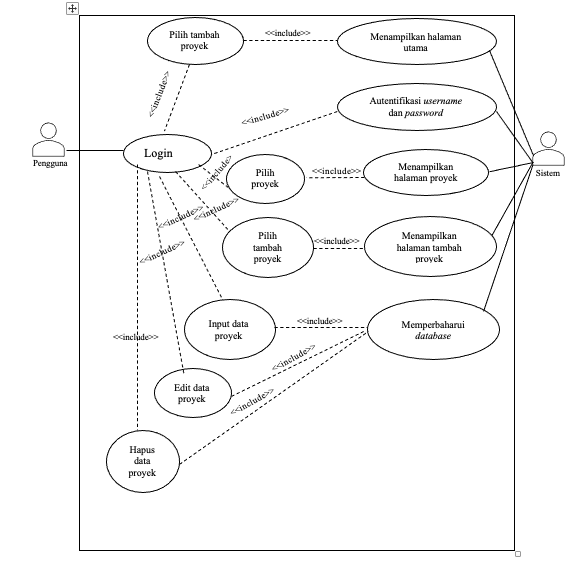 Pilih tambah
proyek
<<include>>
Menampilkan halaman
utama
<<include>>
Autentifikasi username
dan password
<<include>>
Pengguna
Login
<<include>>
Pilih
proyek
<<include>>
Menampilkan
halaman proyek
Sistem
<<include>>
<<include>>
Pilih
tambah
proyek
<<include>>
Menampilkan
halaman tambah
proyek
<<include>>
Input data
proyek
<<include>>
Memperbaharui
database
<<include>>
<<include>>
Edit data
proyek
<<include>>
Hapus
data
proyek